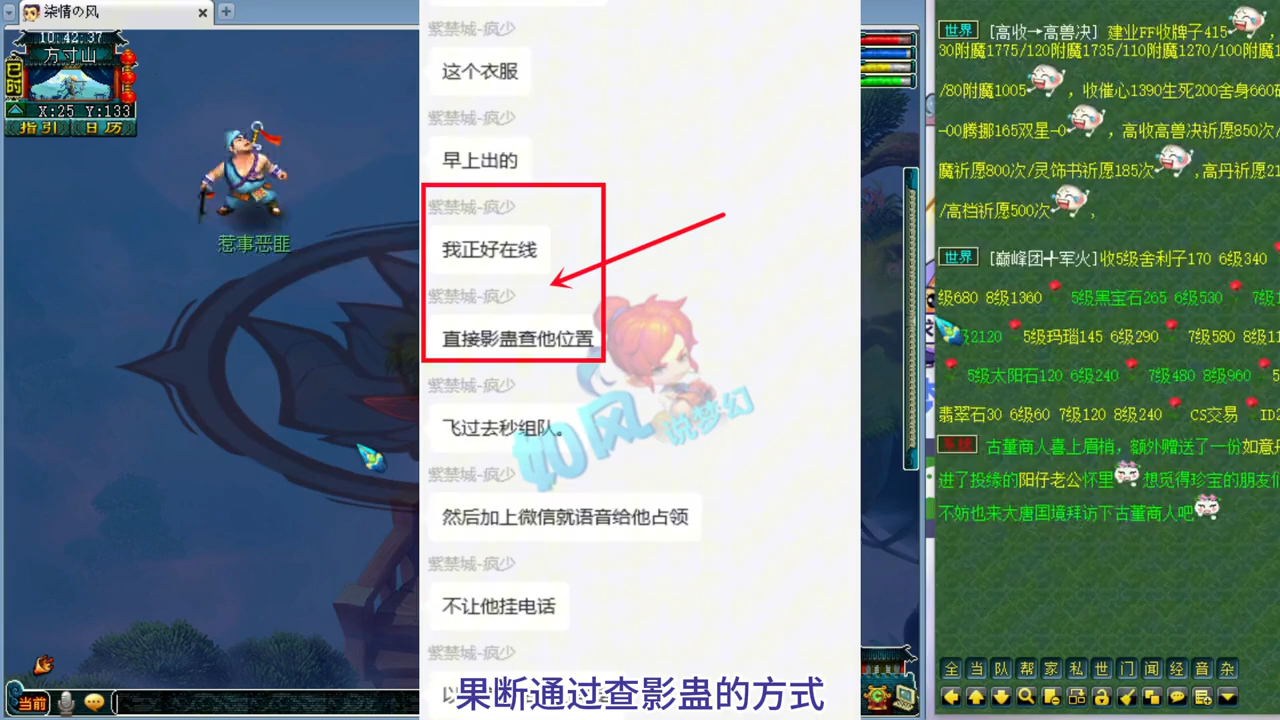 柒情の风
10:42:37
方寸山
巳时
X:25 Y:133
指引
日历
惹事恶匪
当前
紫禁城-疯少
这个衣服
紫禁城-疯少
早上出的
紫禁城-疯少
我正好在线
紫禁城-疯少
直接影蛊查他位置
紫禁城-疯少
飞过去秒组队。
紫禁城-疯少
然后加上微信就语音给他占领
紫禁城-疯少
不让他挂电话
紫禁城-疯少
如风
说梦幻
果断通过查影蛊的方式
世界 [高收→高兽决] 建业FF收牌子415,
30附魔1775/120附魔1735/110附魔1270/100附魔1
/80附魔1005,收催心1390生死200舍身660
-00腾挪165双星-0,高收高兽决祈愿850次/
魔祈愿800次/灵饰书祈愿185次,高丹祈愿21
/高档祈愿500次,
世界 [巅峰团╋军火]收5级舍利子170 6级340
级680 8级1360 5级黑宝石265 6级530 7级
级2120 5级玛瑙145 6级290 7级580 8级11
5级太阳石120 6级240 7级480 8级960 5
翡翠石30 6级60 7级120 8级240 CS交易 ID
系统 古董商人喜上眉梢，额外赠送了一份如意丹
进了投缘的阳仔老公怀里 想觅得珍宝的朋友们
不妨也来大唐国境拜访下古董商人吧
全 当 队 帮 家 私 世 门 闻 经 音 杂